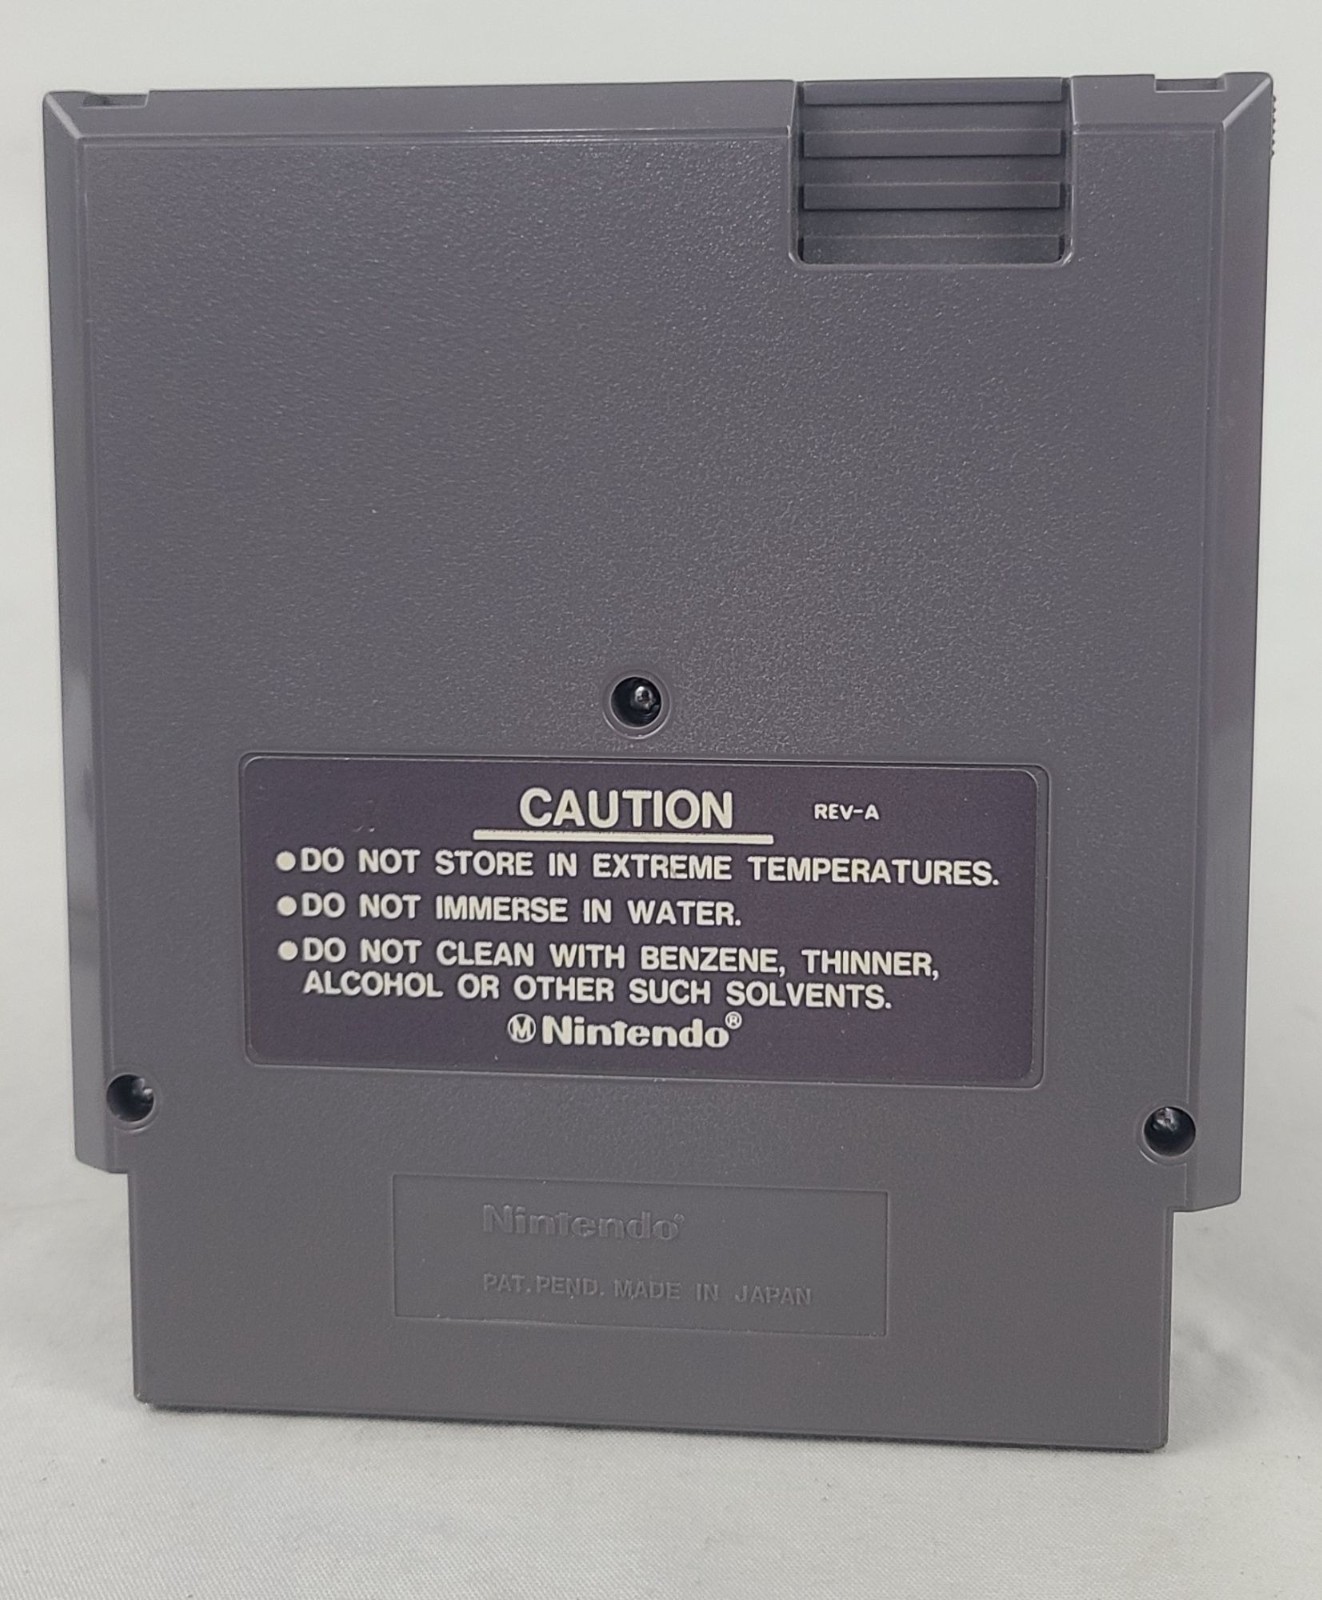 CAUTION REV-A
●DO NOT STORE IN EXTREME TEMPERATURES.
●DO NOT IMMERSE IN WATER.
●DO NOT CLEAN WITH BENZENE, THINNER,
ALCOHOL OR OTHER SUCH SOLVENTS.
Ⓜ Nintendo®
Nintendo®
PAT. PEND. MADE IN JAPAN